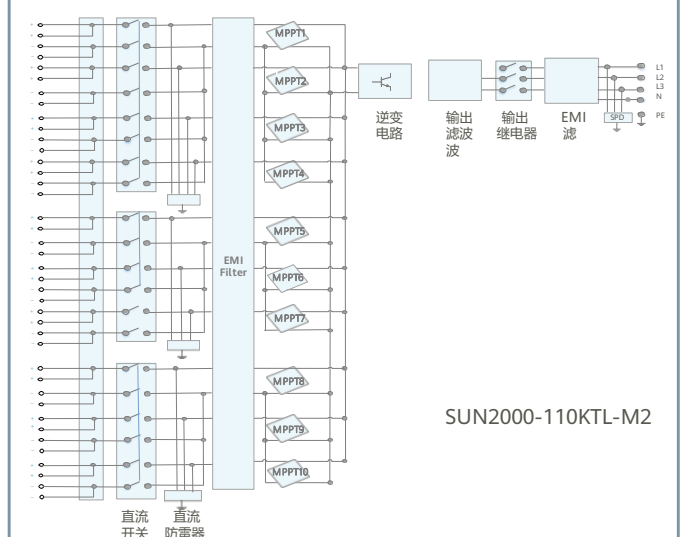 MPPT1
MPPT2
MPPT3
MPPT4
MPPT5
MPPT6
MPPT7
MPPT8
MPPT9
MPPT10
EMI
Filter
逆变
电路
输出
滤波
波
输出
继电器
EMI
滤
SPD
L1
L2
L3
N
PE
SUN2000-110KTL-M2
直流
开关
直流
防雷器